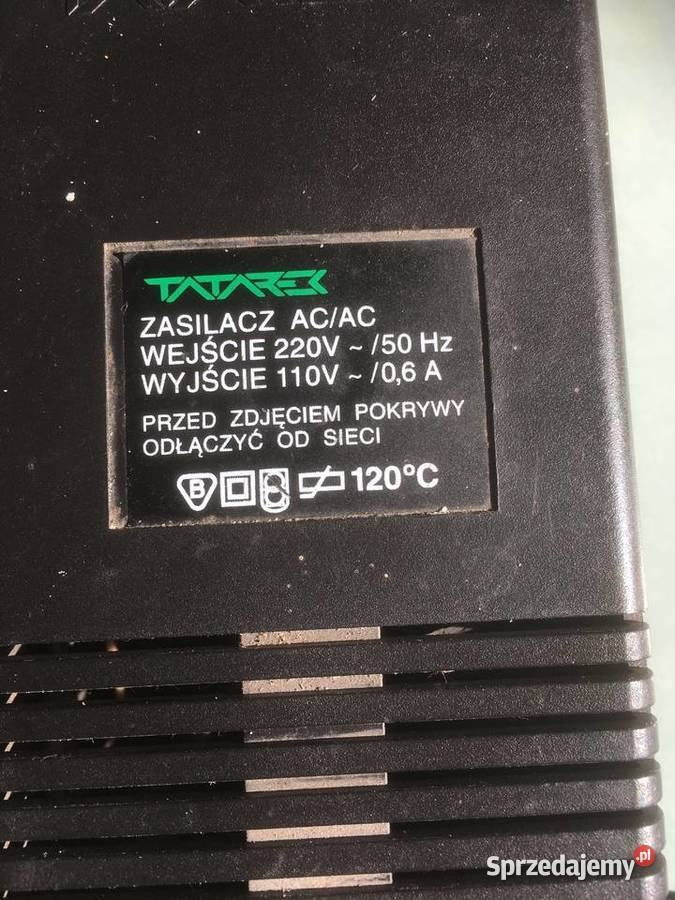 TATAREK
ZASILACZ AC/AC
WEJŚCIE 220V ~ /50 Hz
WYJŚCIE 110V ~ /0,6 A
PRZED ZDJĘCIEM POKRYWY
ODŁĄCZYĆ OD SIECI
B 120°C
Sprzedajemy.pl